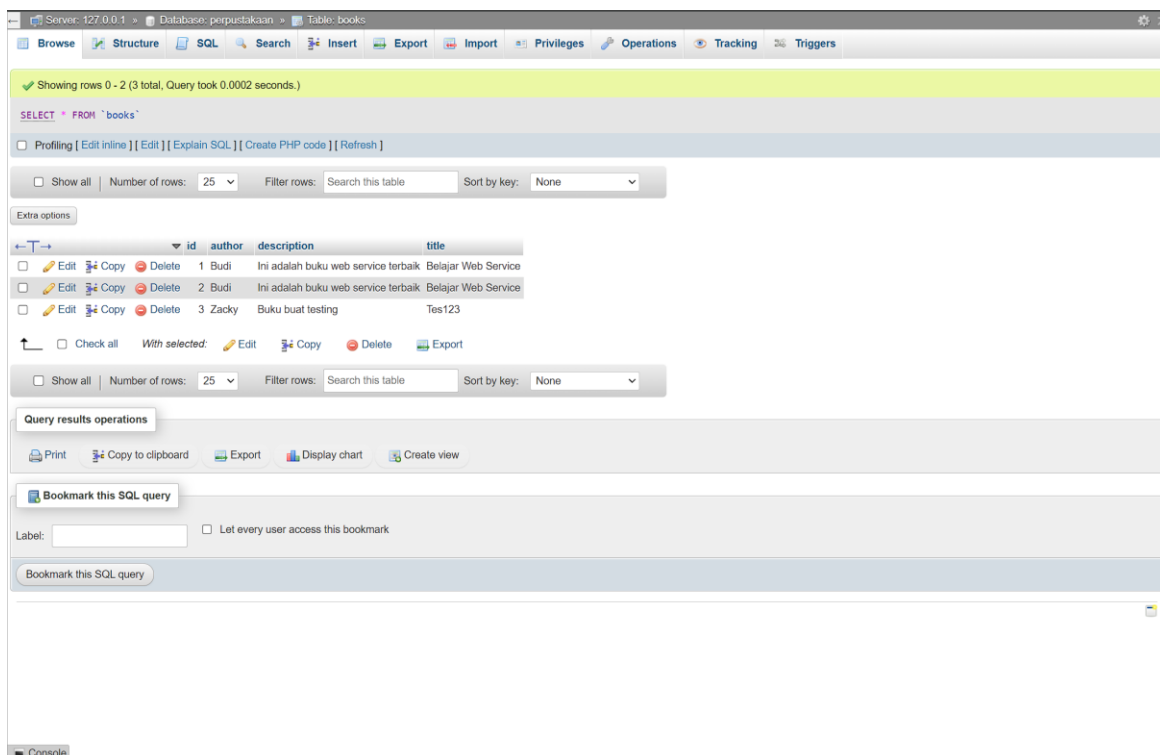 Server: 127.0.0.1 » Database: perpustakaan » Table: books
Browse Structure SQL Search Insert Export Import Privileges Operations Tracking Triggers
Showing rows 0 - 2 (3 total, Query took 0.0002 seconds.)
SELECT * FROM `books`
Profiling [ Edit inline ] [ Edit ] [ Explain SQL ] [ Create PHP code ] [ Refresh ]
Show all | Number of rows: 25 Filter rows: Search this table Sort by key: None
Extra options
←T→ id author description title
Edit Copy Delete 1 Budi Ini adalah buku web service terbaik Belajar Web Service
Edit Copy Delete 2 Budi Ini adalah buku web service terbaik Belajar Web Service
Edit Copy Delete 3 Zacky Buku buat testing Tes123
Check all With selected: Edit Copy Delete Export
Show all | Number of rows: 25 Filter rows: Search this table Sort by key: None
Query results operations
Print Copy to clipboard Export Display chart Create view
Bookmark this SQL query
Label: Let every user access this bookmark
Bookmark this SQL query
Console